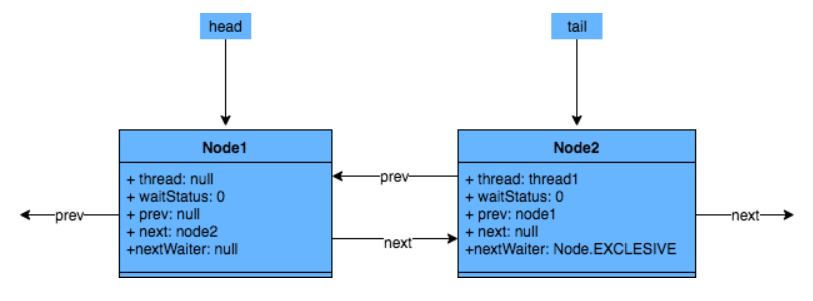 head
tail
Node1
+ thread: null
+ waitStatus: 0
+ prev: null
+ next: node2
+nextWaiter: null
Node2
+ thread: thread1
+ waitStatus: 0
+ prev: node1
+ next: null
+nextWaiter: Node.EXCLESIVE
prev
prev
next
next